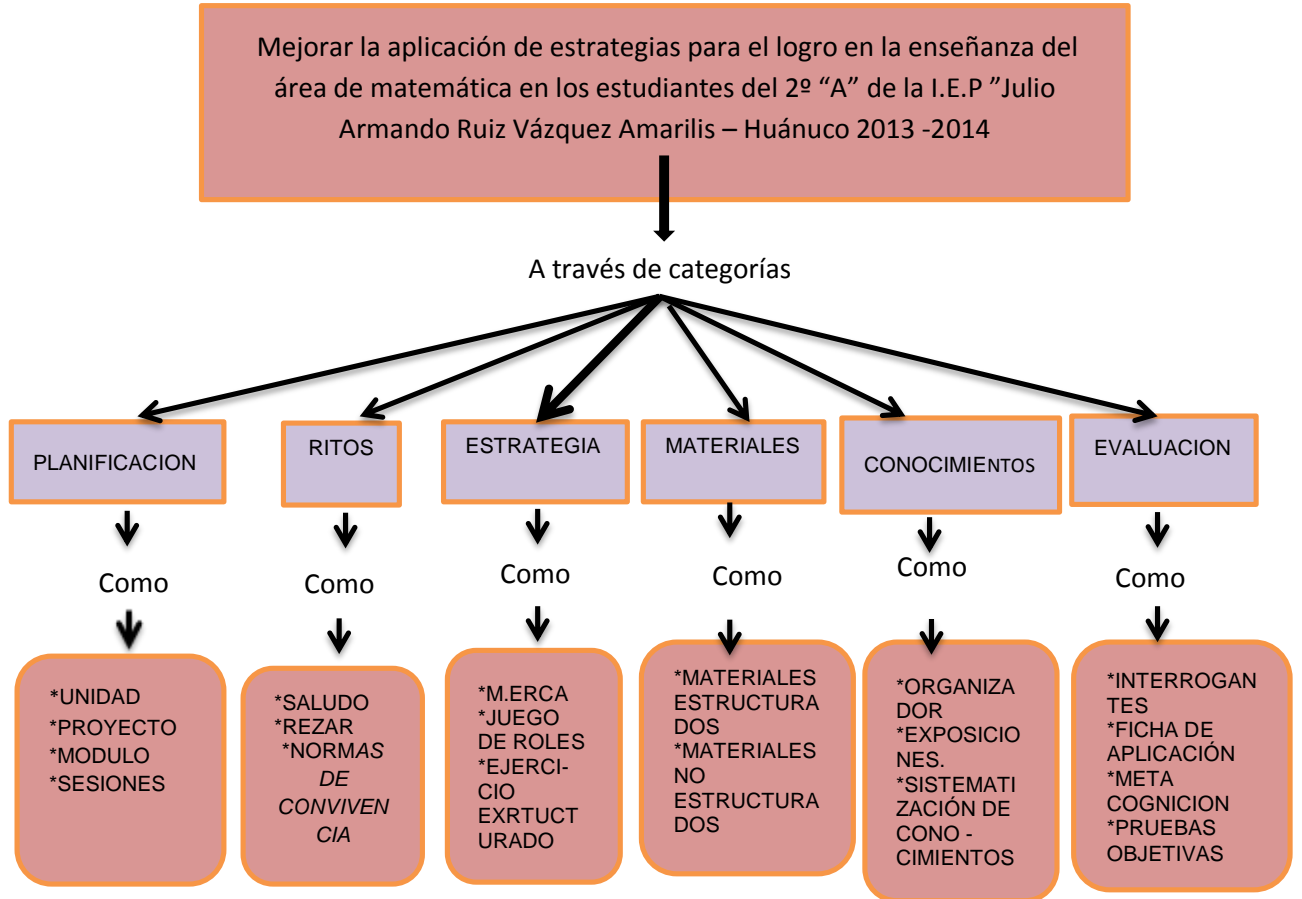 Mejorar la aplicación de estrategias para el logro en la enseñanza del
área de matemática en los estudiantes del 2º “A” de la I.E.P ”Julio
Armando Ruiz Vázquez Amarilis – Huánuco 2013 -2014
A través de categorías
PLANIFICACION
RITOS
ESTRATEGIA
MATERIALES
CONOCIMIENTOS
EVALUACION
Como
Como
Como
Como
Como
Como
*UNIDAD
*PROYECTO
*MODULO
*SESIONES
*SALUDO
*REZAR
*NORMAS
DE
CONVIVEN
CIA
*M.ERCA
*JUEGO
DE ROLES
*EJERCI-
CIO
EXRTUCT
URADO
*MATERIALES
ESTRUCTURA
DOS
*MATERIALES
NO
ESTRUCTURA
DOS
*ORGANIZA
DOR
*EXPOSICIO
NES.
*SISTEMATI
ZACIÓN DE
CONO -
CIMIENTOS
*INTERROGAN
TES
*FICHA DE
APLICACIÓN
*META
COGNICION
*PRUEBAS
OBJETIVAS